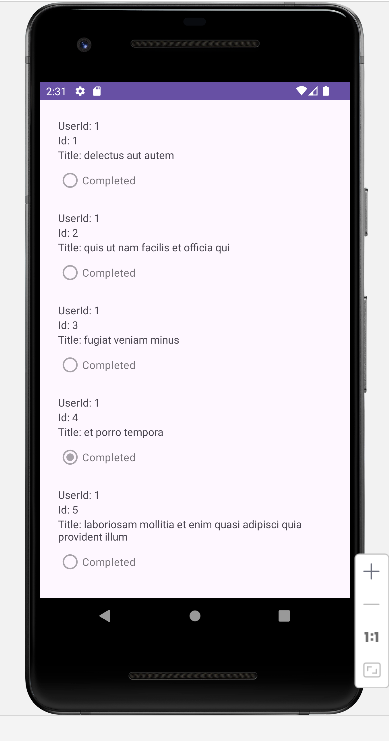 2:31
UserId: 1
Id: 1
Title: delectus aut autem
Completed
UserId: 1
Id: 2
Title: quis ut nam facilis et officia qui
Completed
UserId: 1
Id: 3
Title: fugiat veniam minus
Completed
UserId: 1
Id: 4
Title: et porro tempora
Completed
UserId: 1
Id: 5
Title: laboriosam mollitia et enim quasi adipisci quia
provident illum
Completed
1:1